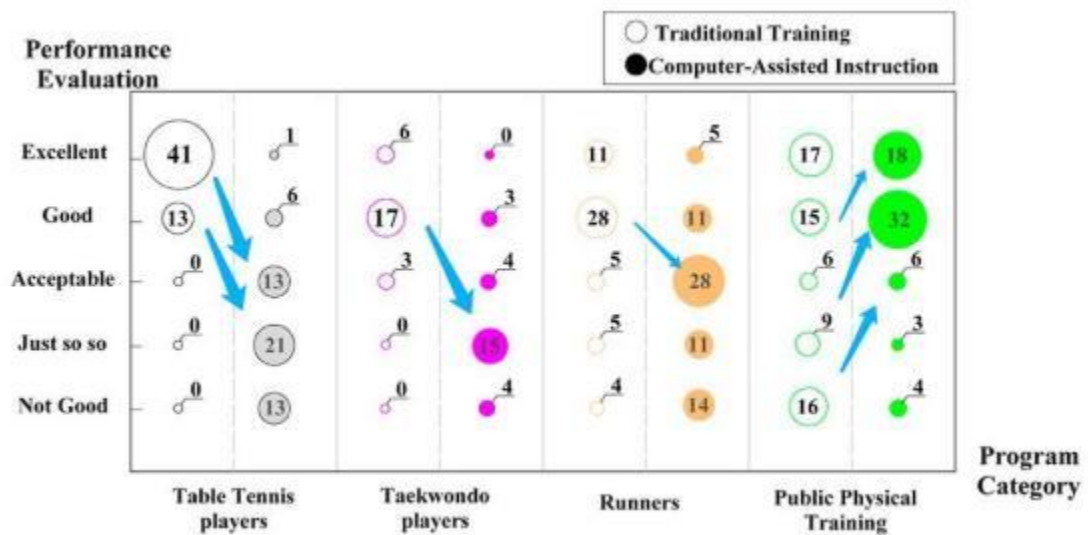 Performance
Evaluation
Traditional Training
Computer-Assisted Instruction
Excellent 41 1 6 0 11 5 17 18
Good 13 6 17 3 28 11 15 32
Acceptable 0 13 3 4 5 28 6 6
Just so so 0 21 0 15 5 11 9 3
Not Good 0 13 0 4 4 14 16 4
Table Tennis
players
Taekwondo
players
Runners
Public Physical
Training
Program
Category